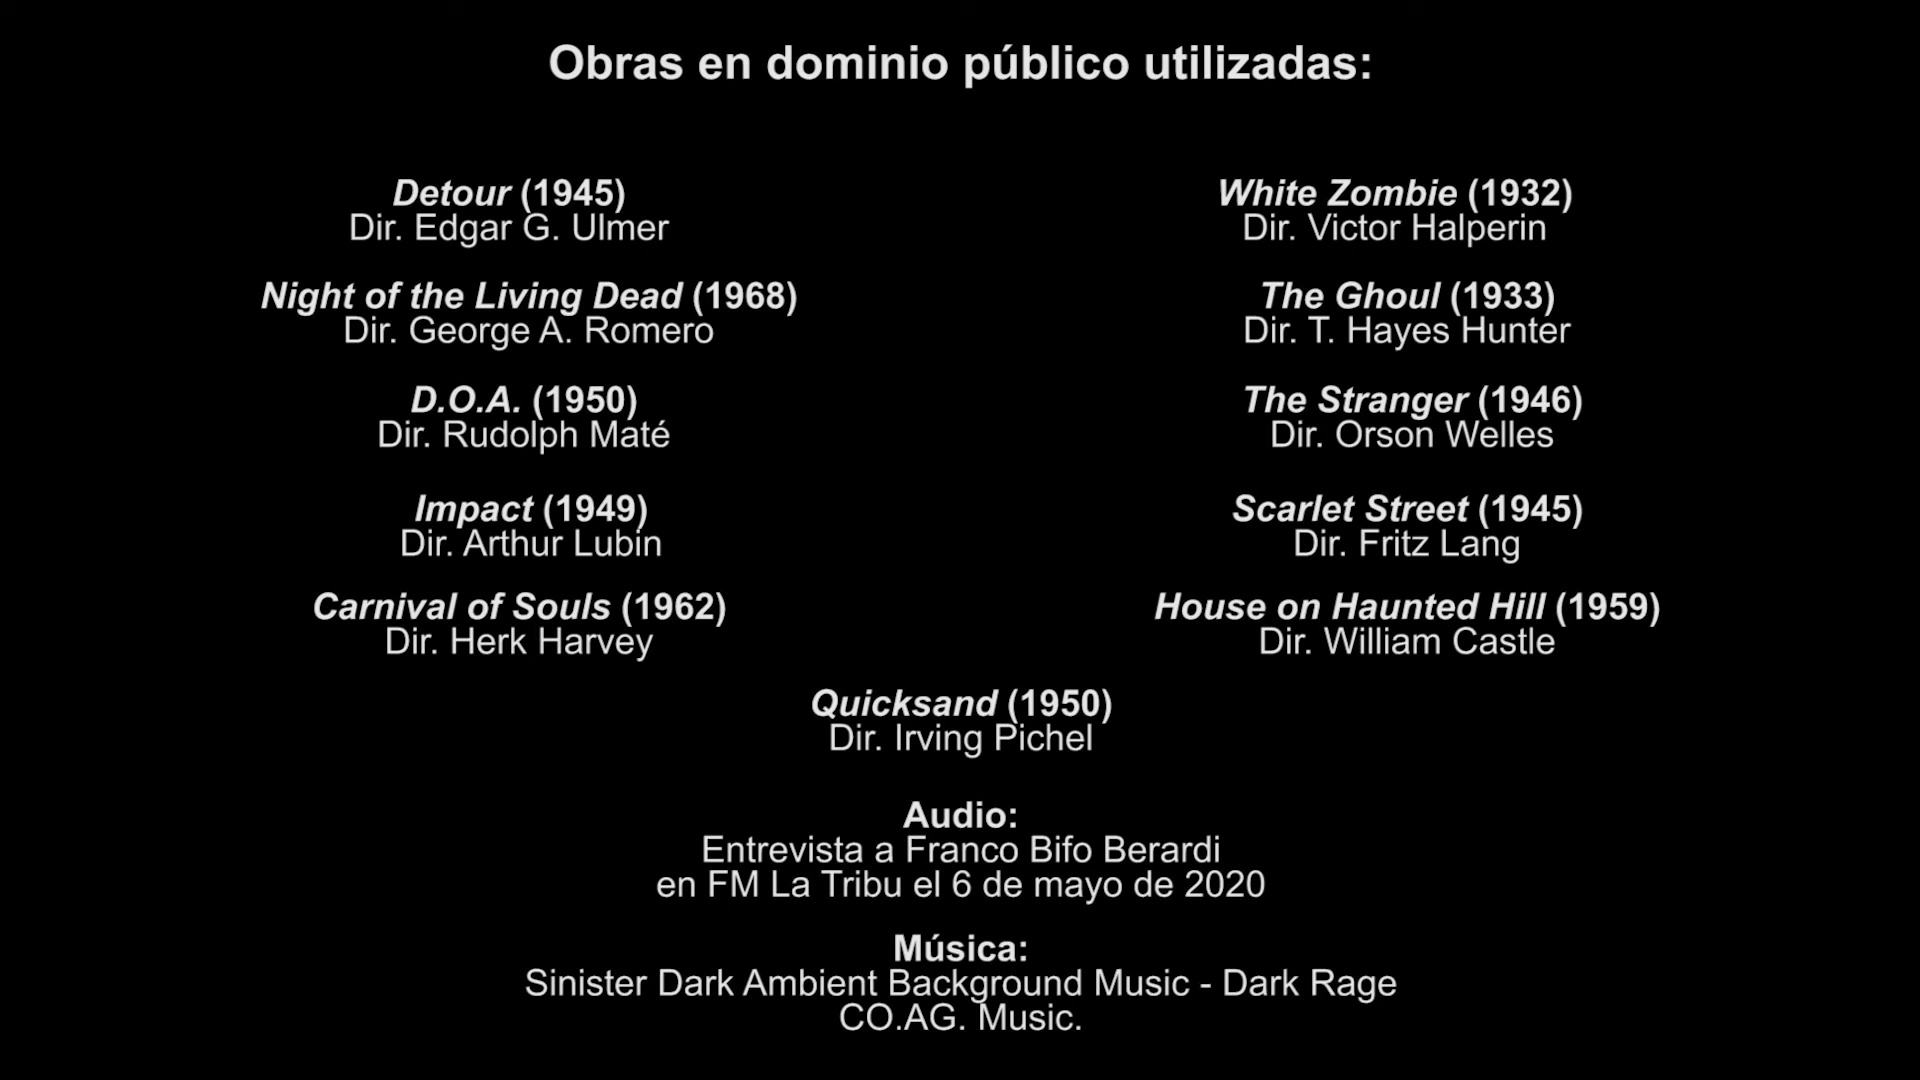 Obras en dominio público utilizadas:
Detour (1945)
Dir. Edgar G. Ulmer
Night of the Living Dead (1968)
Dir. George A. Romero
D.O.A. (1950)
Dir. Rudolph Maté
Impact (1949)
Dir. Arthur Lubin
Carnival of Souls (1962)
Dir. Herk Harvey
White Zombie (1932)
Dir. Victor Halperin
The Ghoul (1933)
Dir. T. Hayes Hunter
The Stranger (1946)
Dir. Orson Welles
Scarlet Street (1945)
Dir. Fritz Lang
House on Haunted Hill (1959)
Dir. William Castle
Quicksand (1950)
Dir. Irving Pichel
Audio:
Entrevista a Franco Bifo Berardi
en FM La Tribu el 6 de mayo de 2020
Música:
Sinister Dark Ambient Background Music - Dark Rage
CO.AG. Music.